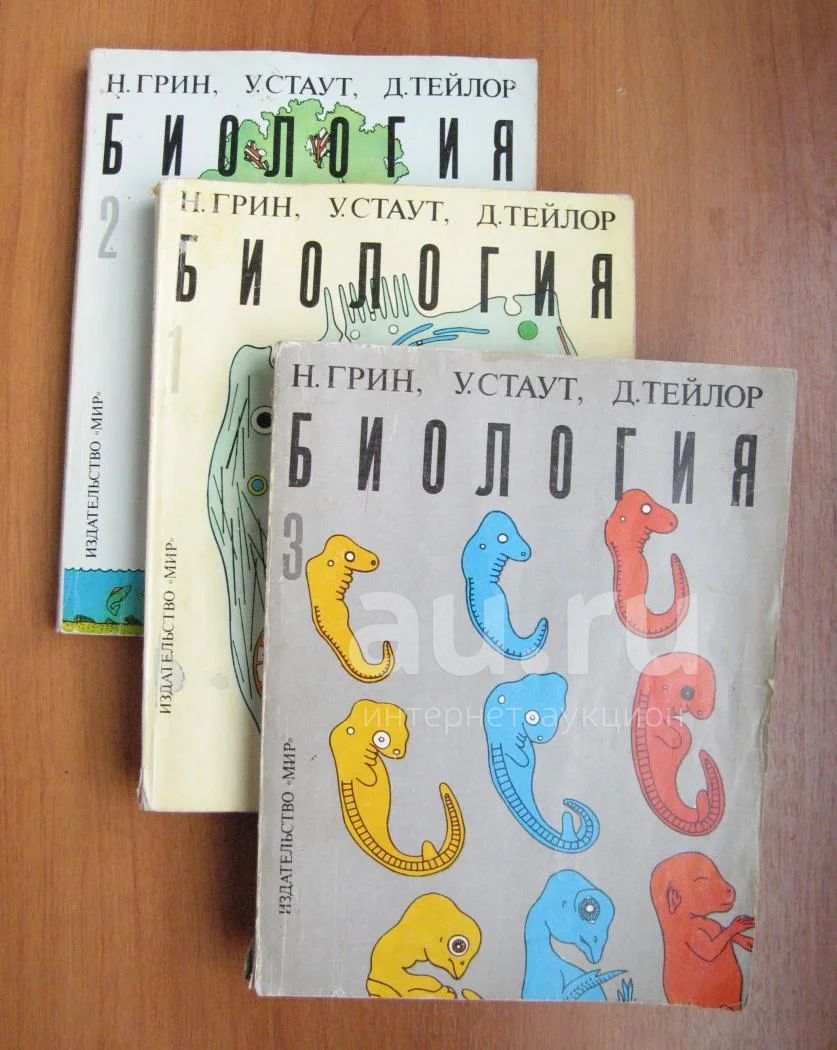 Н. ГРИН, У. СТАУТ, Д. ТЕЙЛОР
БИОЛОГИЯ
2
ИЗДАТЕЛЬСТВО «МИР»
Н. ГРИН, У. СТАУТ, Д. ТЕЙЛОР
БИОЛОГИЯ
1
ИЗДАТЕЛЬСТВО «МИР»
Н. ГРИН, У. СТАУТ, Д. ТЕЙЛОР
БИОЛОГИЯ
3
ИЗДАТЕЛЬСТВО «МИР»
au.ru
интернет-аукцион